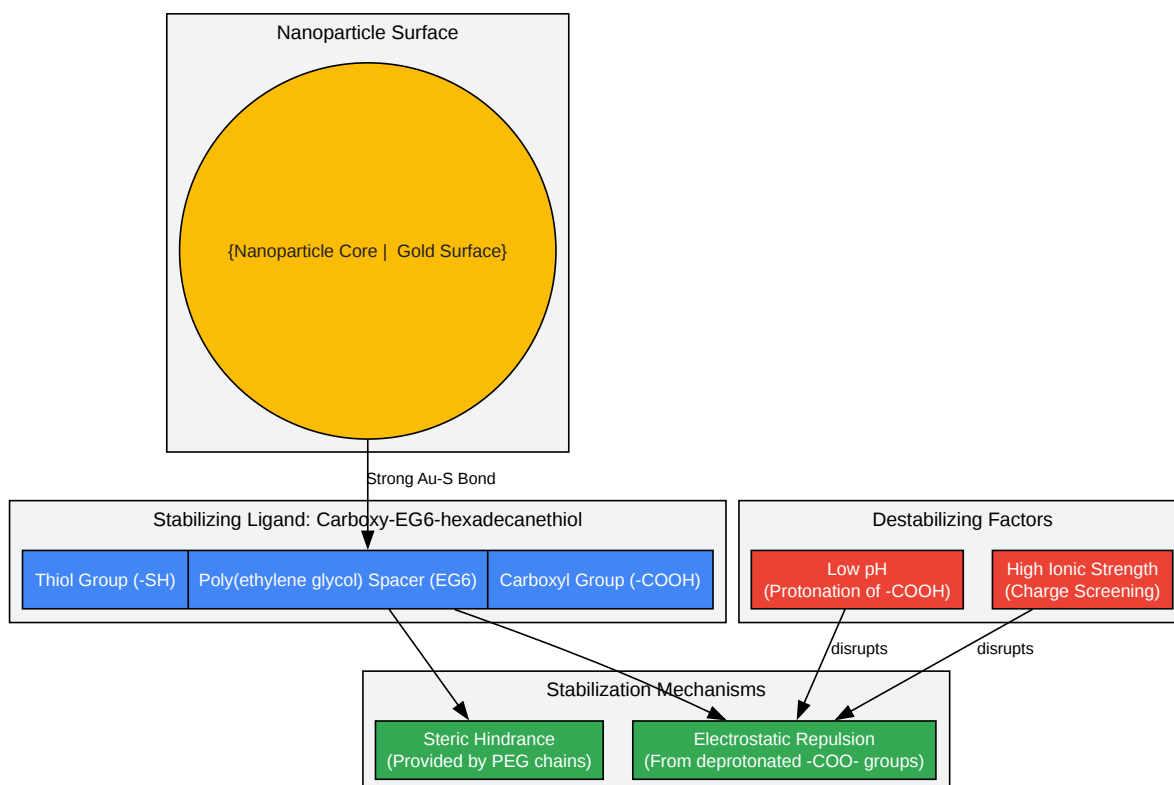 Nanoparticle Surface
{Nanoparticle Core |  Gold Surface}
Strong Au-S Bond
Stabilizing Ligand: Carboxy-EG6-hexadecanethiol
Thiol Group (-SH)
Poly(ethylene glycol) Spacer (EG6)
Carboxyl Group (-COOH)
Destabilizing Factors
Low pH
(Protonation of -COOH)
High Ionic Strength
(Charge Screening)
disrupts
disrupts
Stabilization Mechanisms
Steric Hindrance
(Provided by PEG chains)
Electrostatic Repulsion
(From deprotonated -COO- groups)